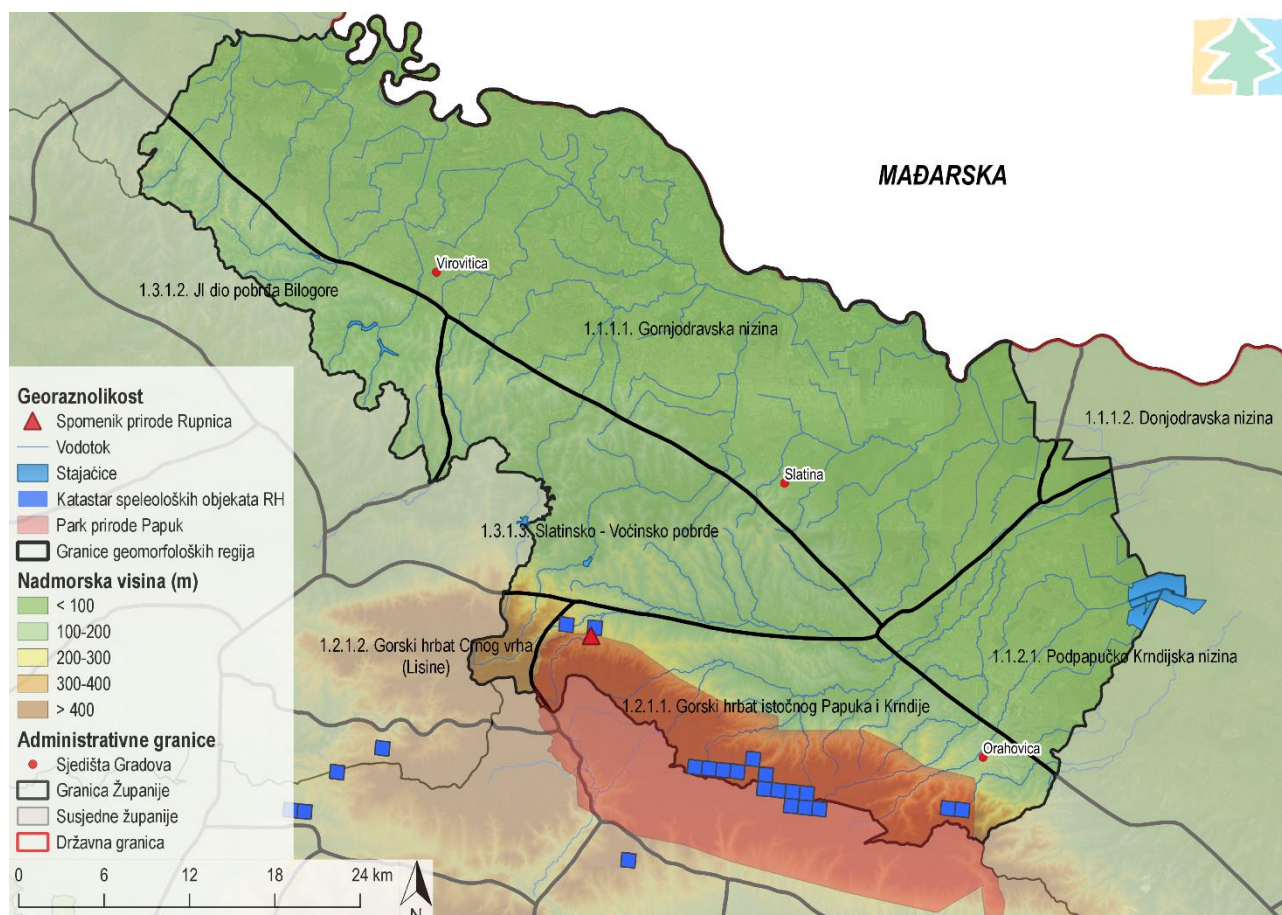 MAĐARSKA
Virovitica
1.3.1.2. JI dio pobrđa Bilogore
1.1.1.1. Gornjodravska nizina
1.1.1.2. Donjodravska nizina
Slatina
1.3.1.3. Slatinsko - Voćinsko pobrđe
1.2.1.2. Gorski hrbat Crnog vrha
(Lisine)
1.1.2.1. Podpapučko Krndijska nizina
1.2.1.1. Gorski hrbat istočnog Papuka i Krndije
Orahovica
Georaznolikost
Spomenik prirode Rupnica
Vodotok
Stajaćice
Katastar speleoloških objekata RH
Park prirode Papuk
Granice geomorfoloških regija
Nadmorska visina (m)
< 100
100-200
200-300
300-400
> 400
Administrativne granice
Sjedišta Gradova
Granica Županije
Susjedne županije
Državna granica
0 6 12 18 24 km
N